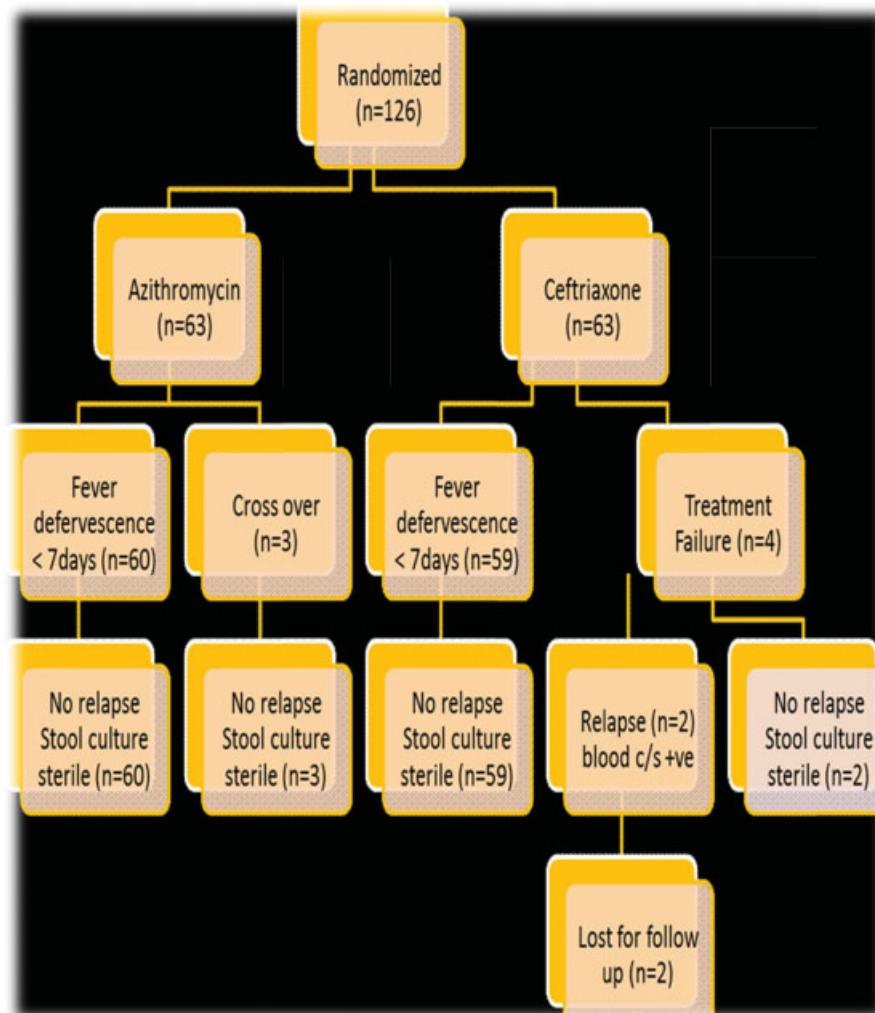 Randomized
(n=126)
Azithromycin
(n=63)
Ceftriaxone
(n=63)
Fever
defervescence
< 7days (n=60)
Cross over
(n=3)
Fever
defervescence
< 7days (n=59)
Treatment
Failure (n=4)
No relapse
Stool culture
sterile (n=60)
No relapse
Stool culture
sterile (n=3)
No relapse
Stool culture
sterile (n=59)
Relapse (n=2)
blood c/s +ve
No relapse
Stool culture
sterile (n=2)
Lost for follow
up (n=2)